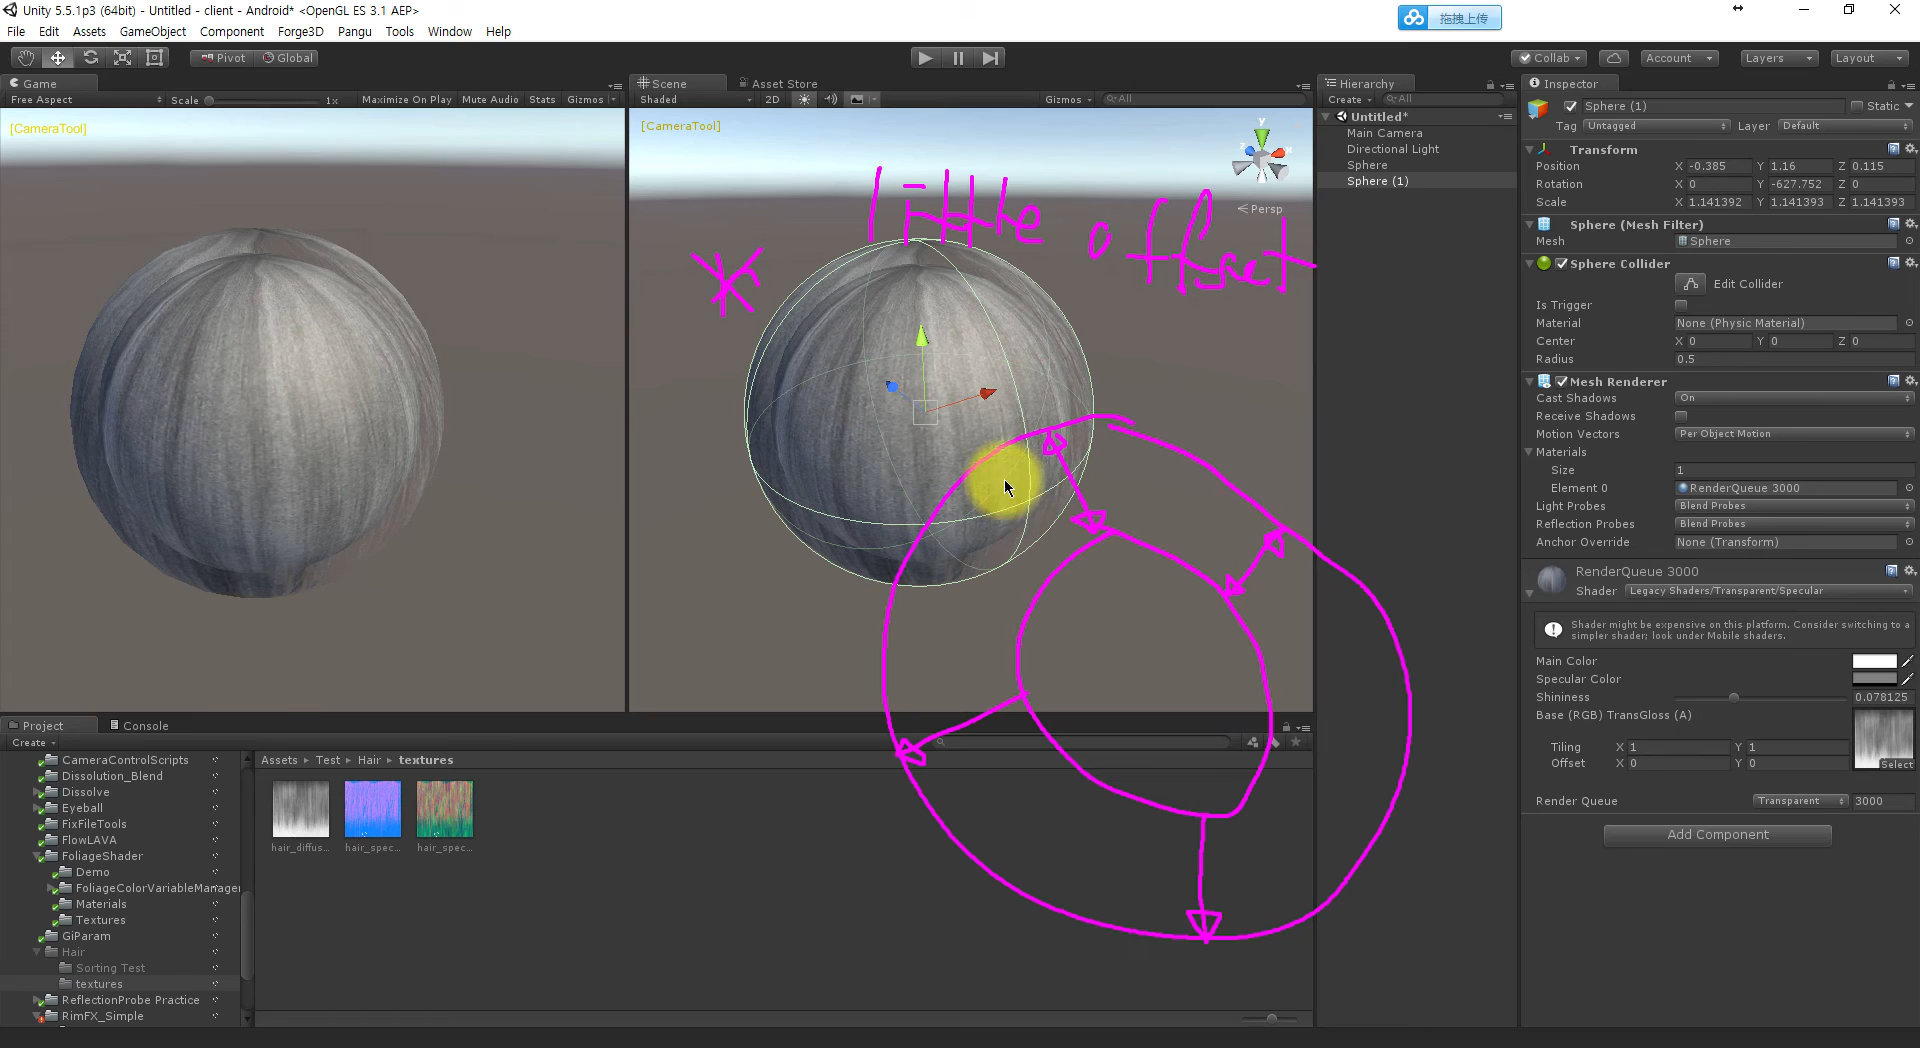 Unity 5.5.1p3 (64bit) - Untitled - client - Android* <OpenGL ES 3.1 AEP>
拖拽上传
File Edit Assets GameObject Component Forge3D Pangu Tools Window Help
Pivot Global Collab Account Layers Layout
Game
Free Aspect Scale 1x Maximize On Play Mute Audio Stats Gizmos
[CameraTool]
Scene Asset Store
Shaded 2D Gizmos All
[CameraTool]
y
z x
Persp
little offset
Hierarchy
Create All
Untitled*
Main Camera
Directional Light
Sphere
Sphere (1)
Inspector
Sphere (1) Static
Tag Untagged Layer Default
Transform
Position X -0.385 Y 1.16 Z 0.115
Rotation X 0 Y -627.752 Z 0
Scale X 1.141392 Y 1.141393 Z 1.141393
Sphere (Mesh Filter)
Mesh Sphere
Sphere Collider
Edit Collider
Is Trigger
Material None (Physic Material)
Center X 0 Y 0 Z 0
Radius 0.5
Mesh Renderer
Cast Shadows On
Receive Shadows
Motion Vectors Per Object Motion
Materials
Size 1
Element 0 RenderQueue 3000
Light Probes Blend Probes
Reflection Probes Blend Probes
Anchor Override None (Transform)
RenderQueue 3000
Shader Legacy Shaders/Transparent/Specular
Shader might be expensive on this platform. Consider switching to a
simpler shader; look under Mobile shaders.
Main Color
Specular Color
Shininess 0.078125
Base (RGB) TransGloss (A)
Tiling X 1 Y 1
Offset X 0 Y 0
Select
Render Queue Transparent 3000
Add Component
Project Console
Create
CameraControlScripts
Dissolution_Blend
Dissolve
Eyeball
FixFileTools
FlowLAVA
FoliageShader
Demo
FoliageColorVariableManager
Materials
Textures
GiParam
Hair
Sorting Test
textures
ReflectionProbe Practice
RimFX_Simple
Assets Test Hair textures
hair_diffus... hair_spec... hair_spec...